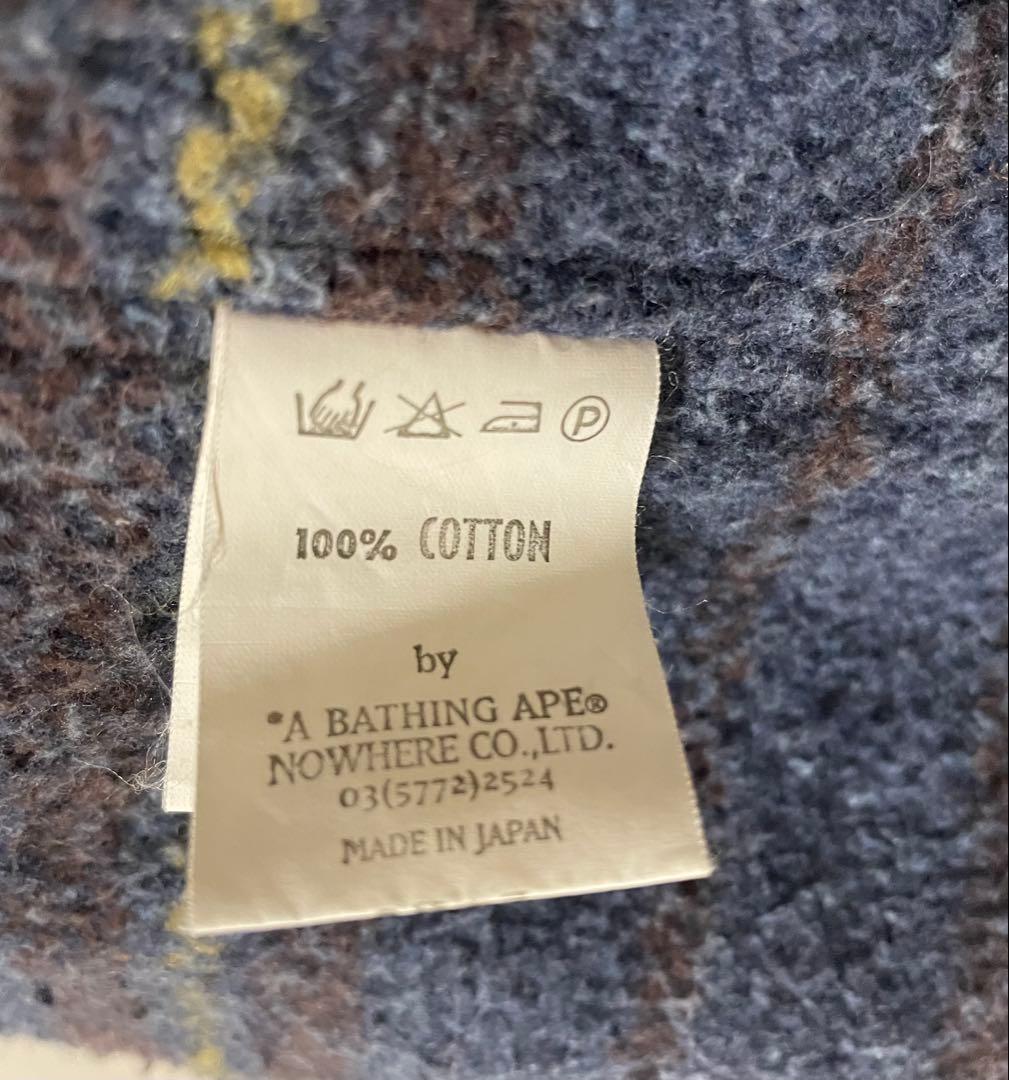 P
100% COTTON
by
*A BATHING APE®
NOWHERE CO.,LTD.
03(5772)2524
MADE IN JAPAN